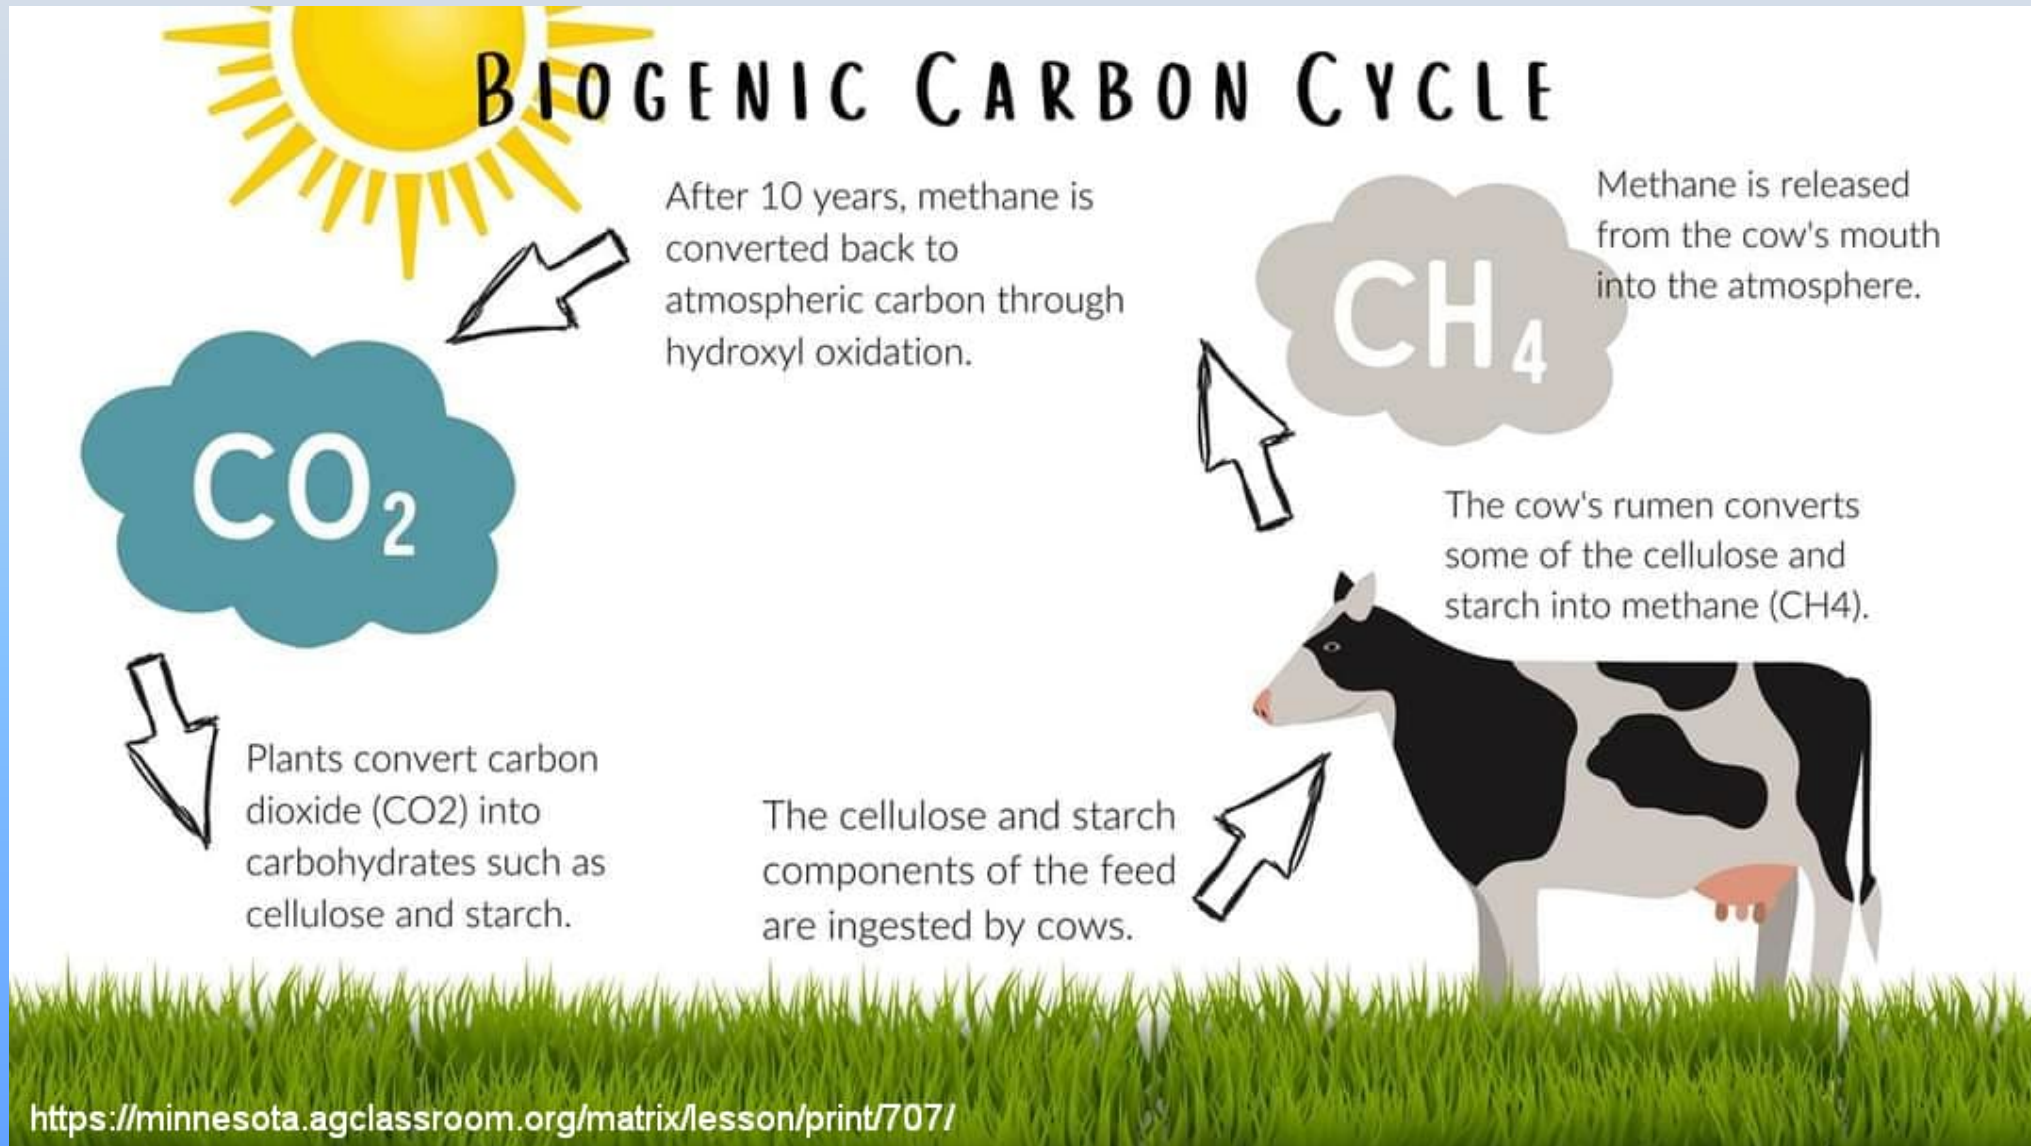 BIOGENIC CARBON CYCLE
After 10 years, methane is
converted back to
atmospheric carbon through
hydroxyl oxidation.
Methane is released
from the cow's mouth
into the atmosphere.
CH4
CO2
The cow's rumen converts
some of the cellulose and
starch into methane (CH4).
Plants convert carbon
dioxide (CO2) into
carbohydrates such as
cellulose and starch.
The cellulose and starch
components of the feed
are ingested by cows.
https://minnesota.agclassroom.org/matrix/lesson/print/707/